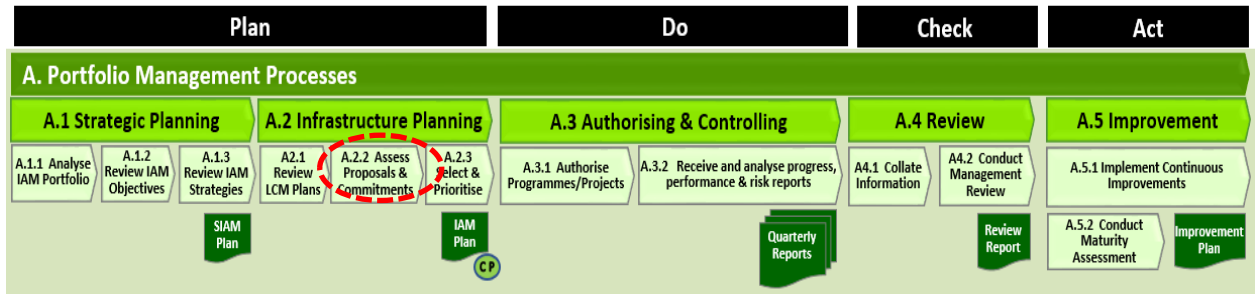 Plan
Do
Check
Act
A. Portfolio Management Processes
A.1 Strategic Planning
A.2 Infrastructure Planning
A.3 Authorising & Controlling
A.4 Review
A.5 Improvement
A.1.1 Analyse
IAM Portfolio
A.1.2
Review IAM
Objectives
A.1.3
Review IAM
Strategies
A2.1
Review
LCM Plans
A.2.2 Assess
Proposals &
Commitments
A.2.3
Select &
Prioritise
A.3.1 Authorise
Programmes/Projects
A.3.2 Receive and analyse progress,
performance & risk reports
A4.1 Collate
Information
A4.2 Conduct
Management
Review
A.5.1 Implement Continuous
Improvements
SIAM
Plan
IAM
Plan
CP
Quarterly
Reports
Review
Report
A.5.2 Conduct
Maturity
Assessment
Improvement
Plan